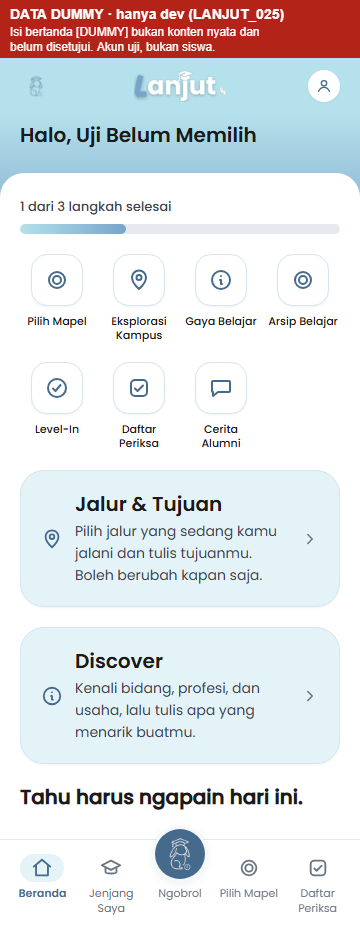 DATA DUMMY - hanya dev (LANJUT_025)
Isi bertanda [DUMMY] bukan konten nyata dan
belum disetujui. Akun uji, bukan siswa.
Lanjut
Halo, Uji Belum Memilih
1 dari 3 langkah selesai
Pilih Mapel
Eksplorasi
Kampus
Gaya Belajar
Arsip Belajar
Level-In
Daftar
Periksa
Cerita
Alumni
Jalur & Tujuan
Pilih jalur yang sedang kamu
jalani dan tulis tujuanmu.
Boleh berubah kapan saja.
Discover
Kenali bidang, profesi, dan
usaha, lalu tulis apa yang
menarik buatmu.
Tahu harus ngapain hari ini.
Beranda
Jenjang
Saya
Ngobrol
Pilih Mapel
Daftar
Periksa